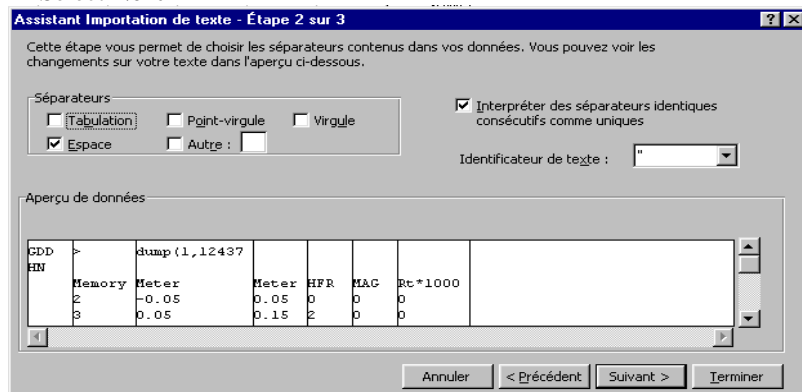 Assistant Importation de texte - Étape 2 sur 3
Cette étape vous permet de choisir les séparateurs contenus dans vos données. Vous pouvez voir les
changements sur votre texte dans l'aperçu ci-dessous.
Séparateurs
Tabulation Point-virgule Virgule
Espace Autre :
Interpréter des séparateurs identiques
consécutifs comme uniques
Identificateur de texte : "
Aperçu de données
GDD > dump(1,12437
HN
Memory Meter Meter HFR MAG Rt*1000
2 -0.05 0.05 0 0 0
3 0.05 0.15 2 0 0
Annuler < Précédent Suivant > Terminer